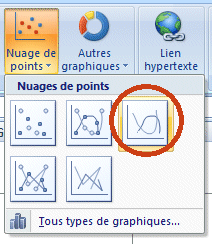 Nuage de
points
Autres
graphiques
Lien
hypertexte
Nuages de points
Tous types de graphiques...